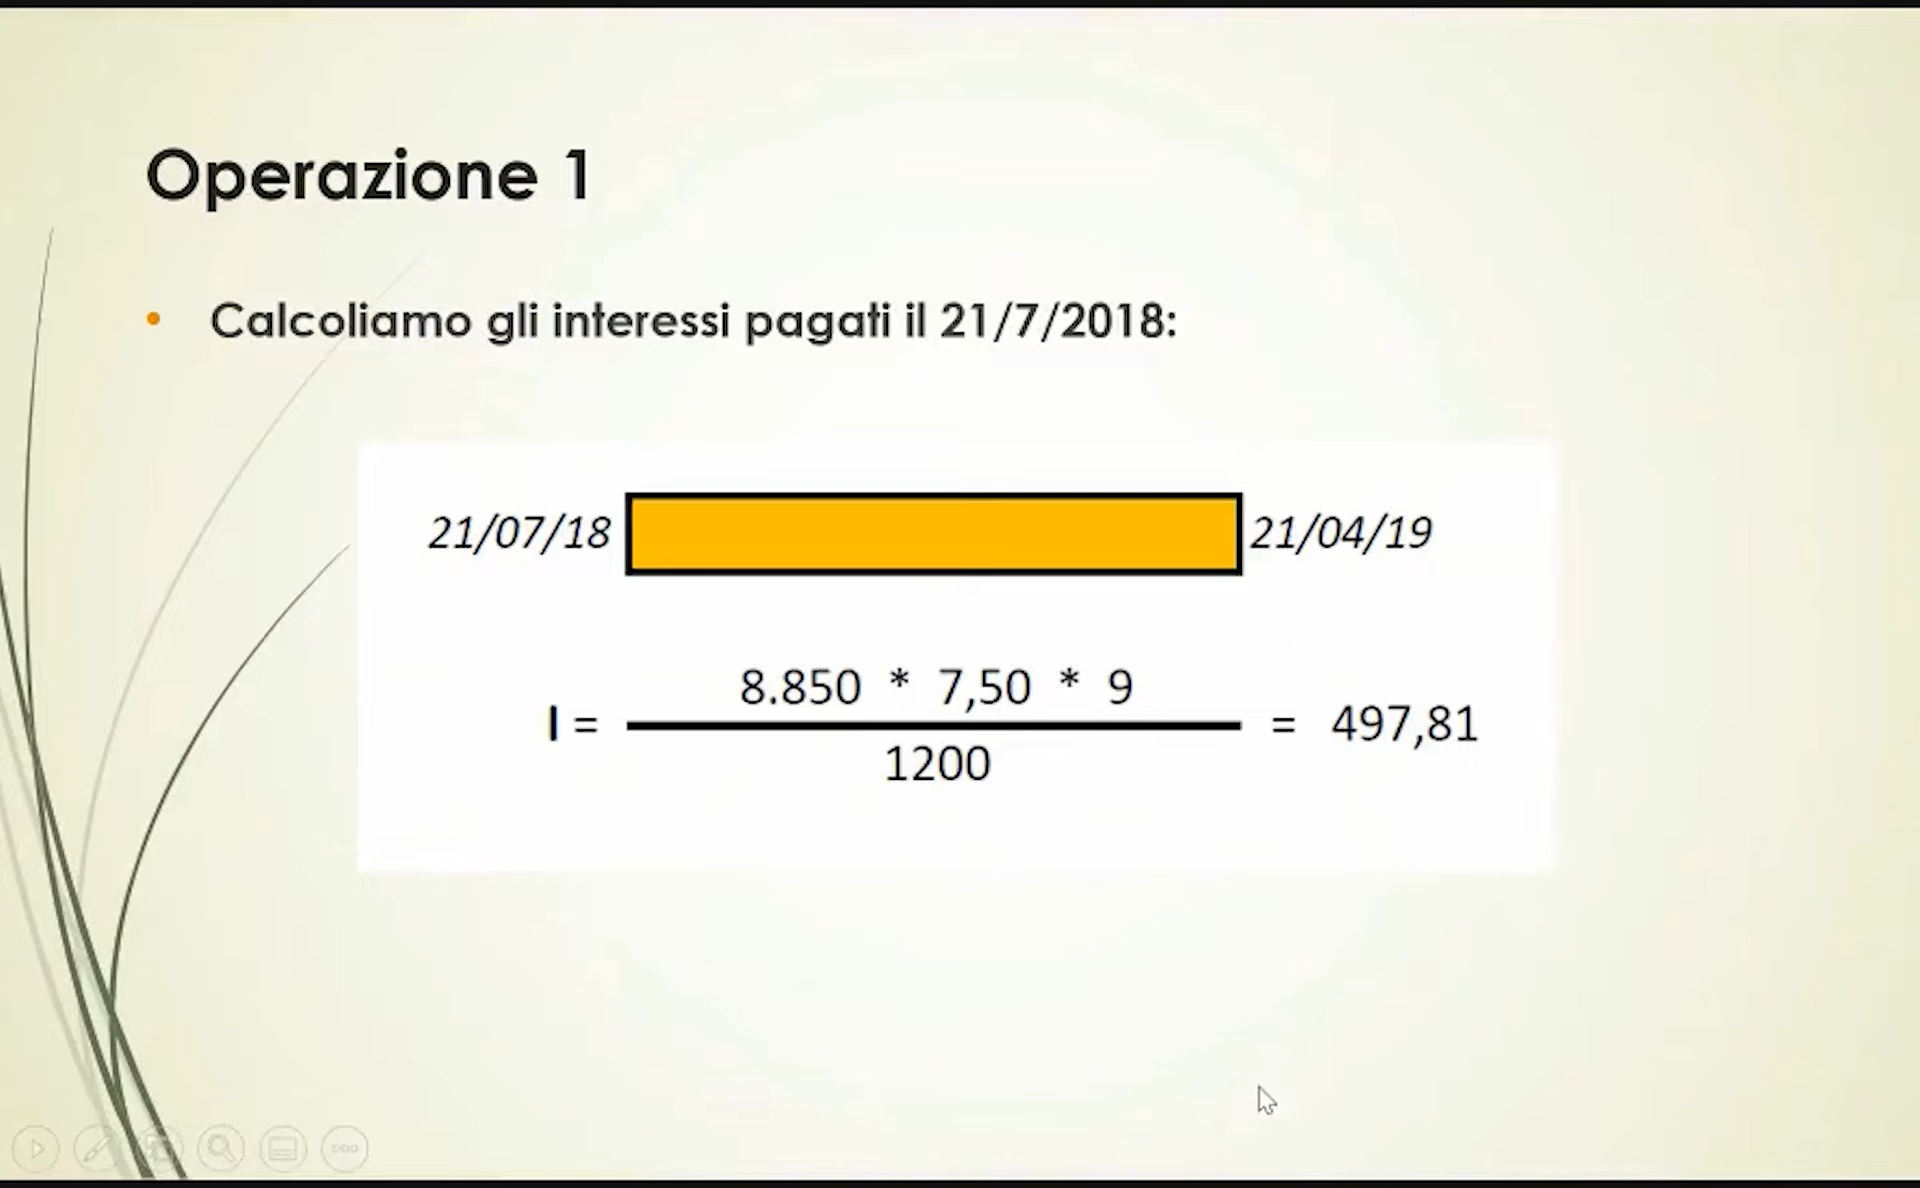 Operazione 1
• Calcoliamo gli interessi pagati il 21/7/2018:
21/07/18 21/04/19
8.850 * 7,50 * 9
I = = 497,81
1200